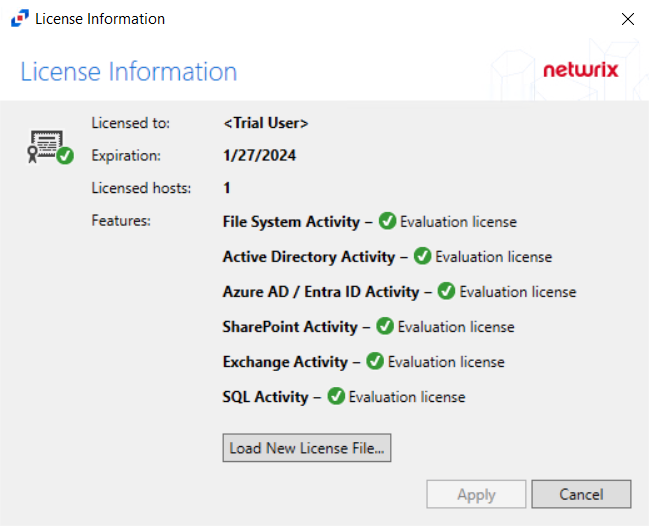 License Information
License Information
netwrix
Licensed to: <Trial User>
Expiration: 1/27/2024
Licensed hosts: 1
Features: File System Activity – Evaluation license
Active Directory Activity – Evaluation license
Azure AD / Entra ID Activity – Evaluation license
SharePoint Activity – Evaluation license
Exchange Activity – Evaluation license
SQL Activity – Evaluation license
Load New License File...
Apply Cancel